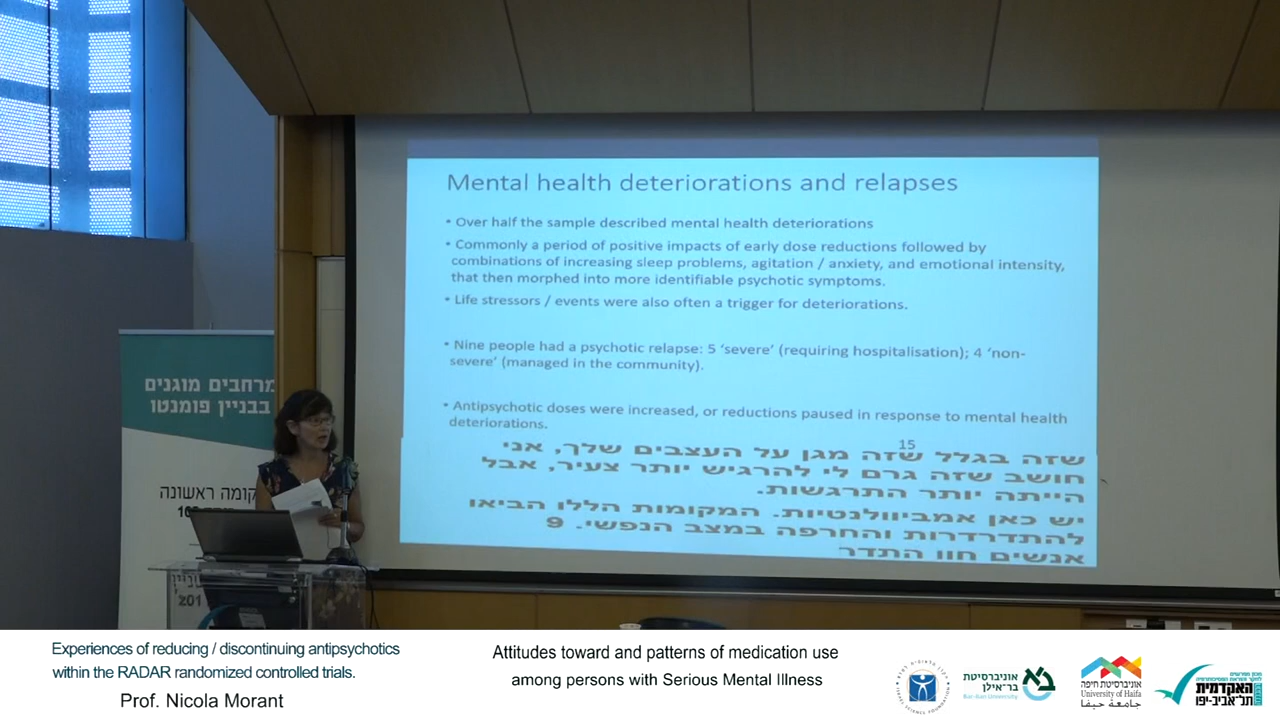 Mental health deteriorations and relapses
• Over half the sample described mental health deteriorations
• Commonly a period of positive impacts of early dose reductions followed by
combinations of increasing sleep problems, agitation / anxiety, and emotional intensity,
that then morphed into more identifiable psychotic symptoms.
• Life stressors / events were also often a trigger for deteriorations.
• Nine people had a psychotic relapse: 5 ‘severe’ (requiring hospitalisation); 4 ‘non-
severe’ (managed in the community).
• Antipsychotic doses were increased, or reductions paused in response to mental health
deteriorations.
15
שזה בגלל שזה מגן על העצבים שלך, אני
חושב שזה גרם לי להרגיש יותר צעיר, אבל
הייתה יותר התרגשות.
יש כאן אמביוולנטיות. המקומות הללו הביאו
להתדרדרות והחרפה במצב הנפשי. 9
אנשים חוו התדר
מרחבים מוגנים
בבניין פומנטו
קומה ראשונה
Experiences of reducing / discontinuing antipsychotics
within the RADAR randomized controlled trials.
Prof. Nicola Morant
Attitudes toward and patterns of medication use
among persons with Serious Mental Illness
אוניברסיטת
בר-אילן
Bar-Ilan University
אוניברסיטת חיפה
University of Haifa
جامعة حيفا
האקדמית
תל-אביב-יפו